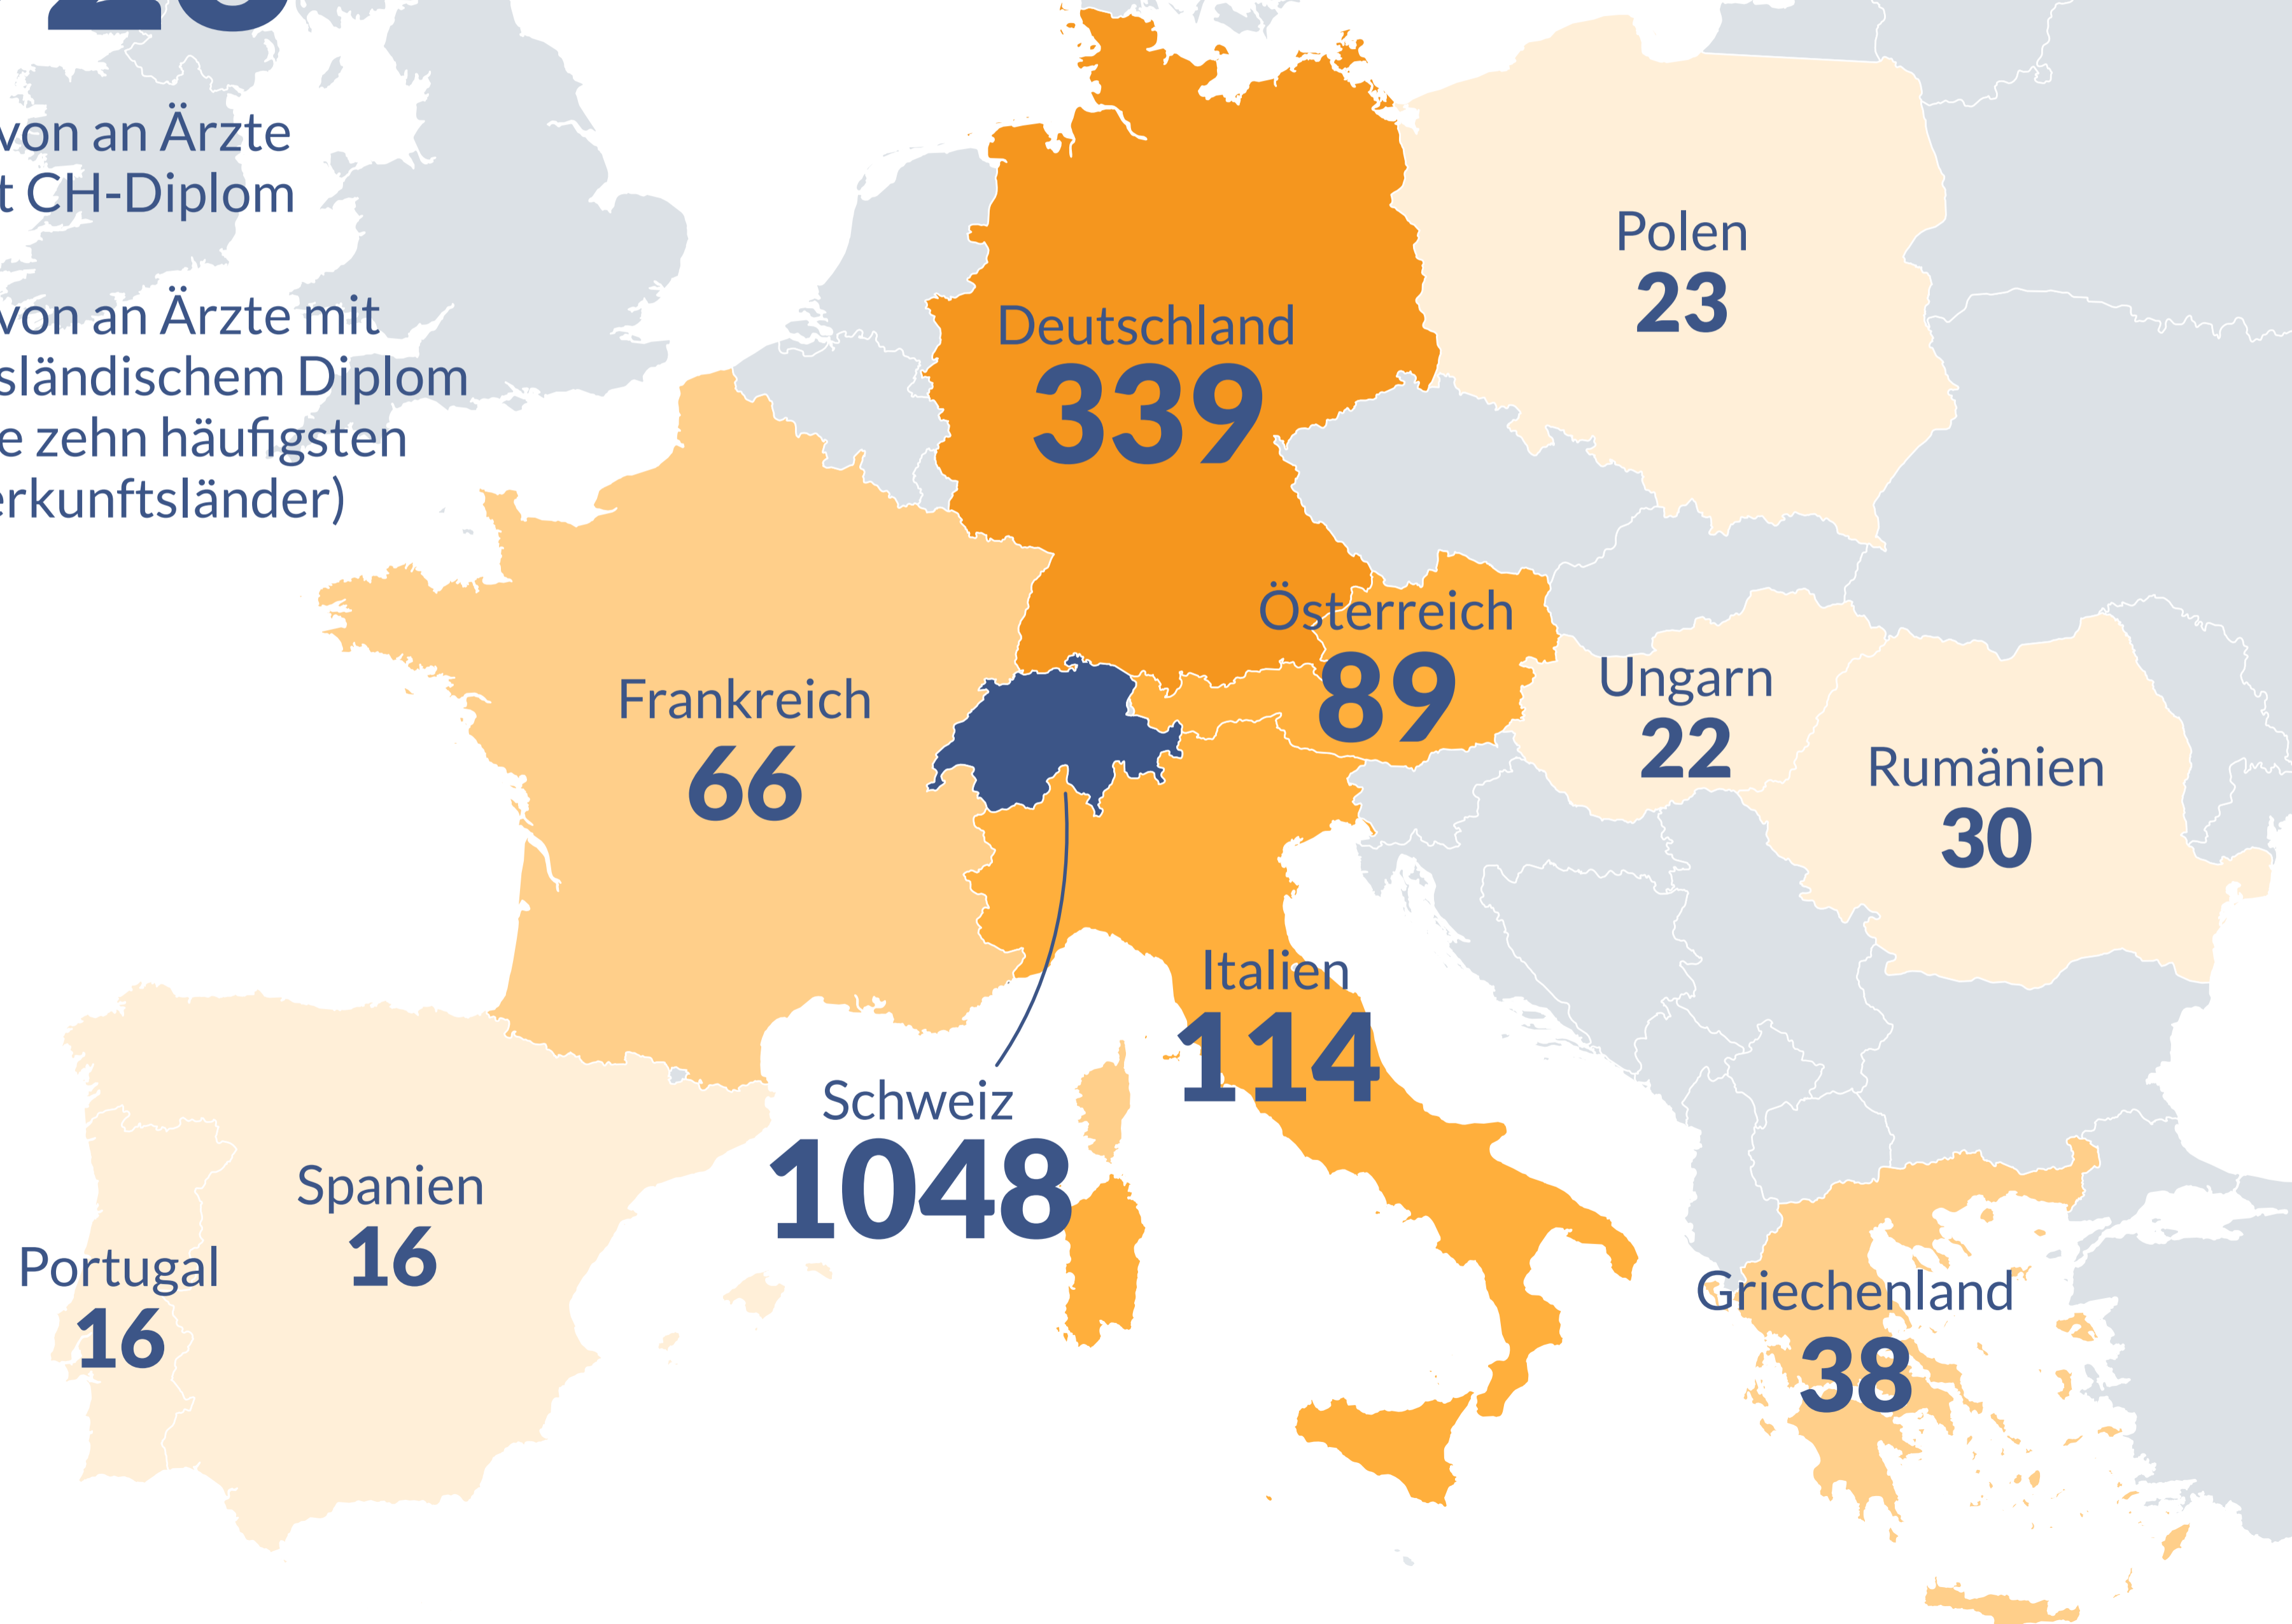 von an Ärzte
t CH-Diplom
von an Ärzte mit
sländischem Diplom
e zehn häufigsten
erkunftsländer)
Polen
23
Deutschland
339
Österreich
89
Ungarn
22
Frankreich
66
Rumänien
30
Italien
114
Schweiz
1048
Spanien
16
Portugal
16
Griechenland
38